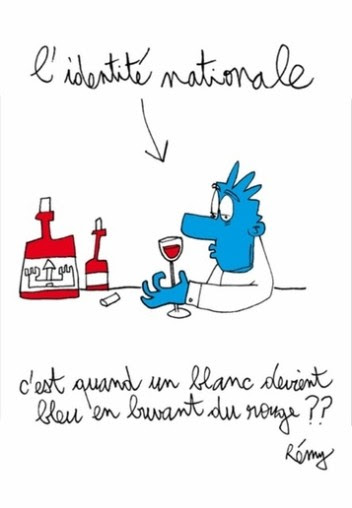 l'identité nationale
c'est quand un blanc devient
bleu en buvant du rouge ??
Rémy